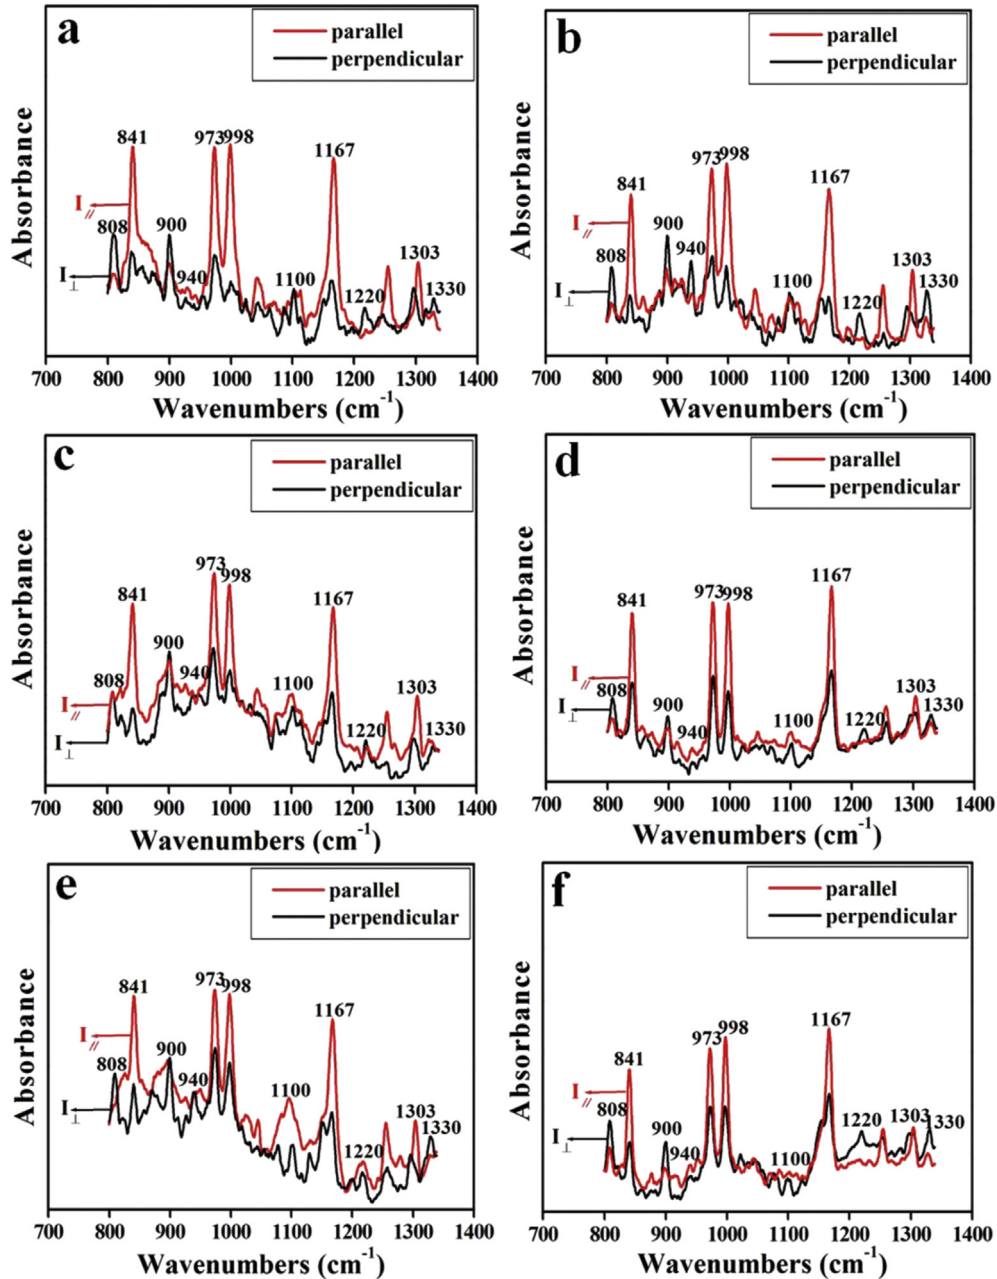 a
parallel
perpendicular
841
973 998
1167
I//
808
900
I⊥
940
1100
1303
1220
1330
Absorbance
700 800 900 1000 1100 1200 1300 1400
Wavenumbers (cm-1)
b
parallel
perpendicular
973 998
841
1167
I//
900
940
808
I⊥
1100
1303
1330
1220
Absorbance
700 800 900 1000 1100 1200 1300 1400
Wavenumbers (cm-1)
c
parallel
perpendicular
973
998
841
1167
900
940
808
I//
1100
1303
I⊥
1220
1330
Absorbance
700 800 900 1000 1100 1200 1300 1400
Wavenumbers (cm-1)
d
parallel
perpendicular
1167
841
973 998
I//
808
I⊥
900
940
1100
1220
1303
1330
Absorbance
700 800 900 1000 1100 1200 1300 1400
Wavenumbers (cm-1)
e
parallel
perpendicular
841
973 998
1167
I//
808
900
940
I⊥
1100
1303
1330
1220
Absorbance
700 800 900 1000 1100 1200 1300 1400
Wavenumbers (cm-1)
f
parallel
perpendicular
1167
973 998
841
I//
808
I⊥
900
940
1100
1220
1303
1330
Absorbance
700 800 900 1000 1100 1200 1300 1400
Wavenumbers (cm-1)